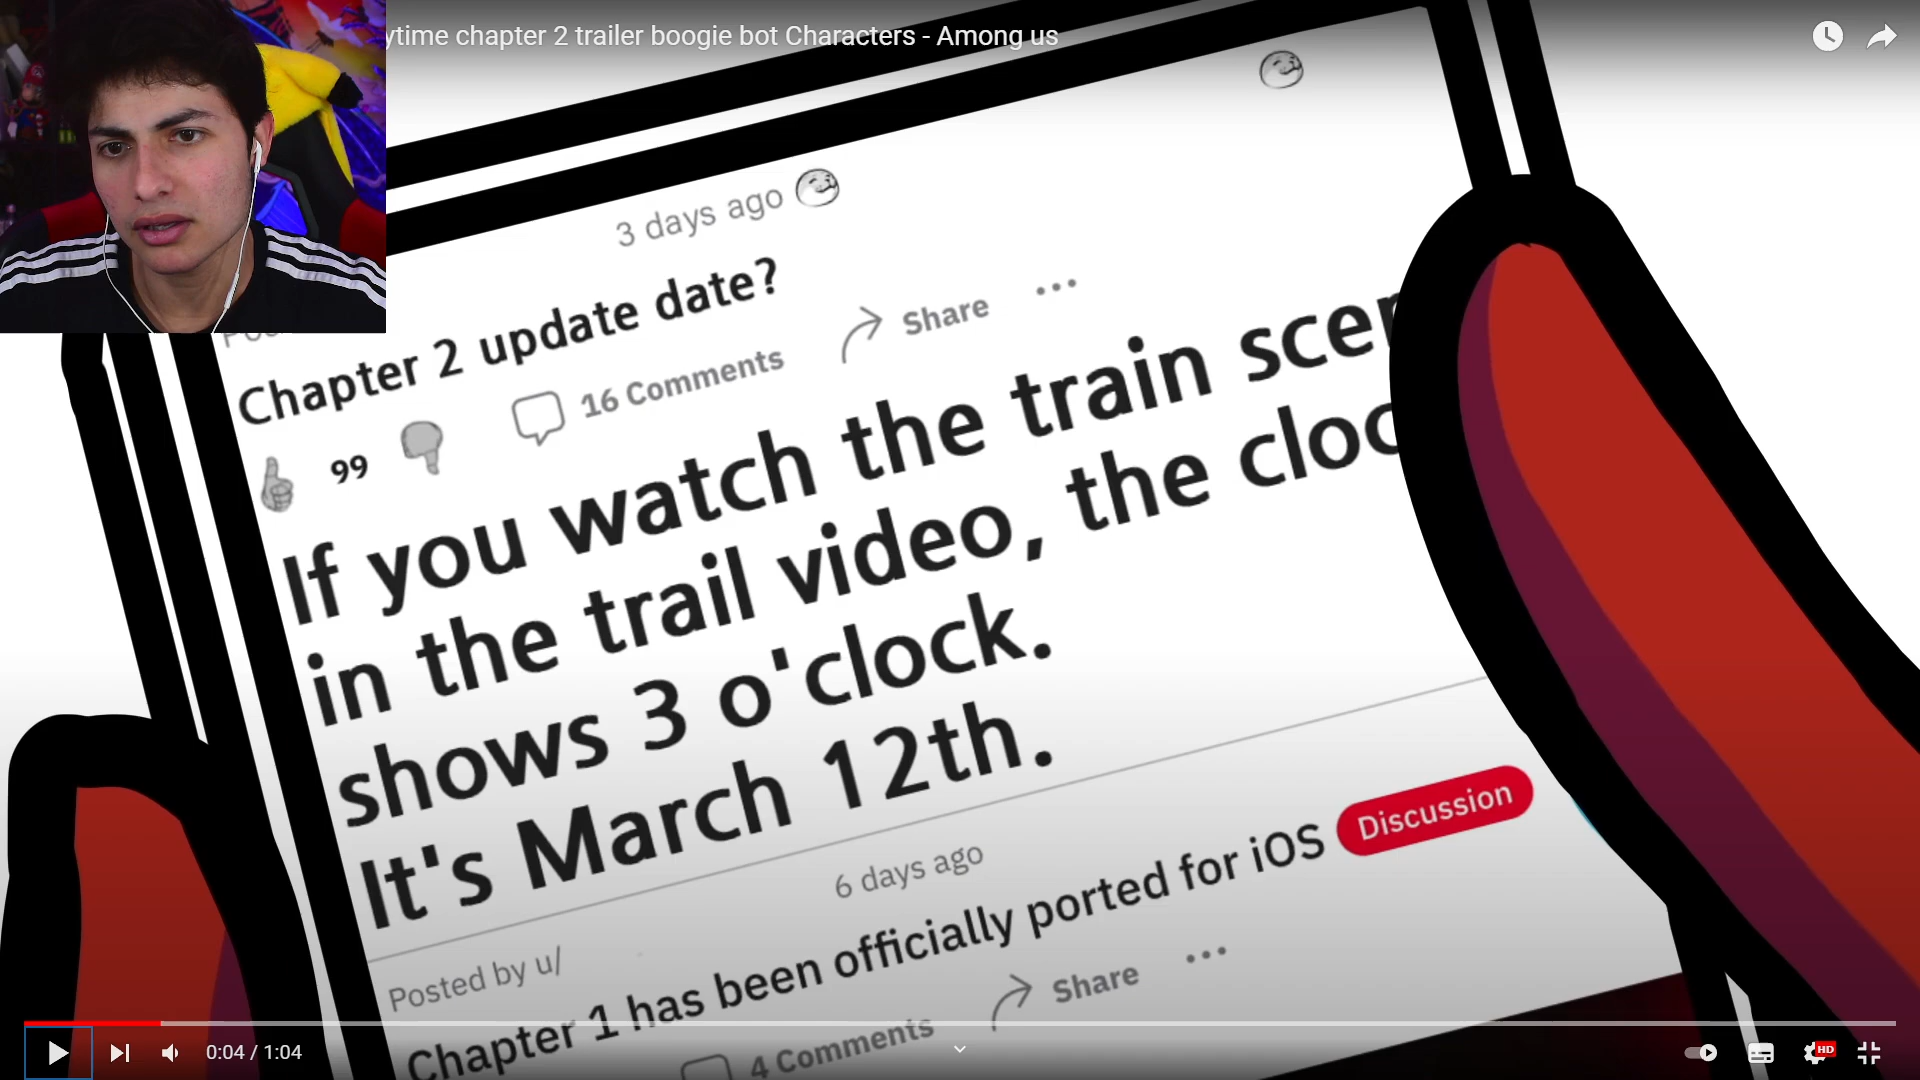 ytime chapter 2 trailer boogie bot Characters - Among us
3 days ago
Chapter 2 update date?
99
16 Comments
Share
If you watch the train
in the trail video, the
shows 3 o'clock.
It's March 12th.
6 days ago
Posted by u/
Chapter 1 has been officially ported for iOS
Discussion
4 Comments
Share
0:04 / 1:04
HD